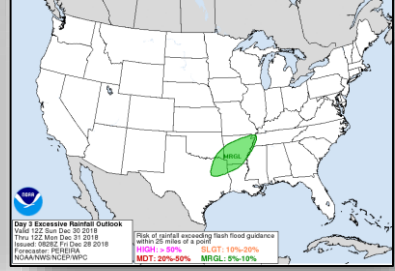 MRGL
noaa
Day 3 Excessive Rainfall Outlook
Valid 12Z Sun Dec 30 2018
Thru 12Z Mon Dec 31 2018
Issued: 0828Z Fri Dec 28 2018
Forecaster: PEREIRA
NOAA/NWS/NCEP/WPC
Risk of rainfall exceeding flash flood guidance
within 25 miles of a point
HIGH: > 50% SLGT: 10%-20%
MDT: 20%-50% MRGL: 5%-10%